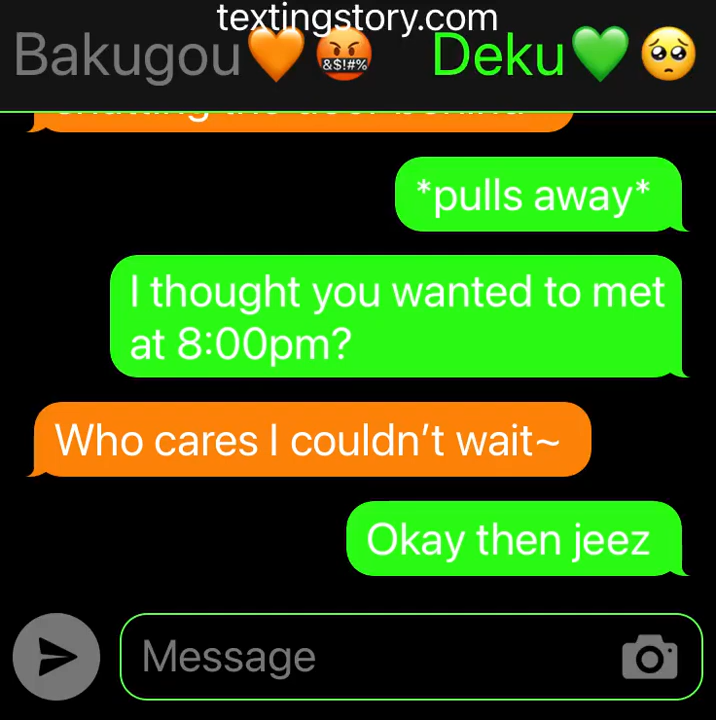 textingstory.com
Bakugou🧡🤬 Deku💚🥺
*pulls away*
I thought you wanted to met
at 8:00pm?
Who cares I couldn't wait~
Okay then jeez
Message